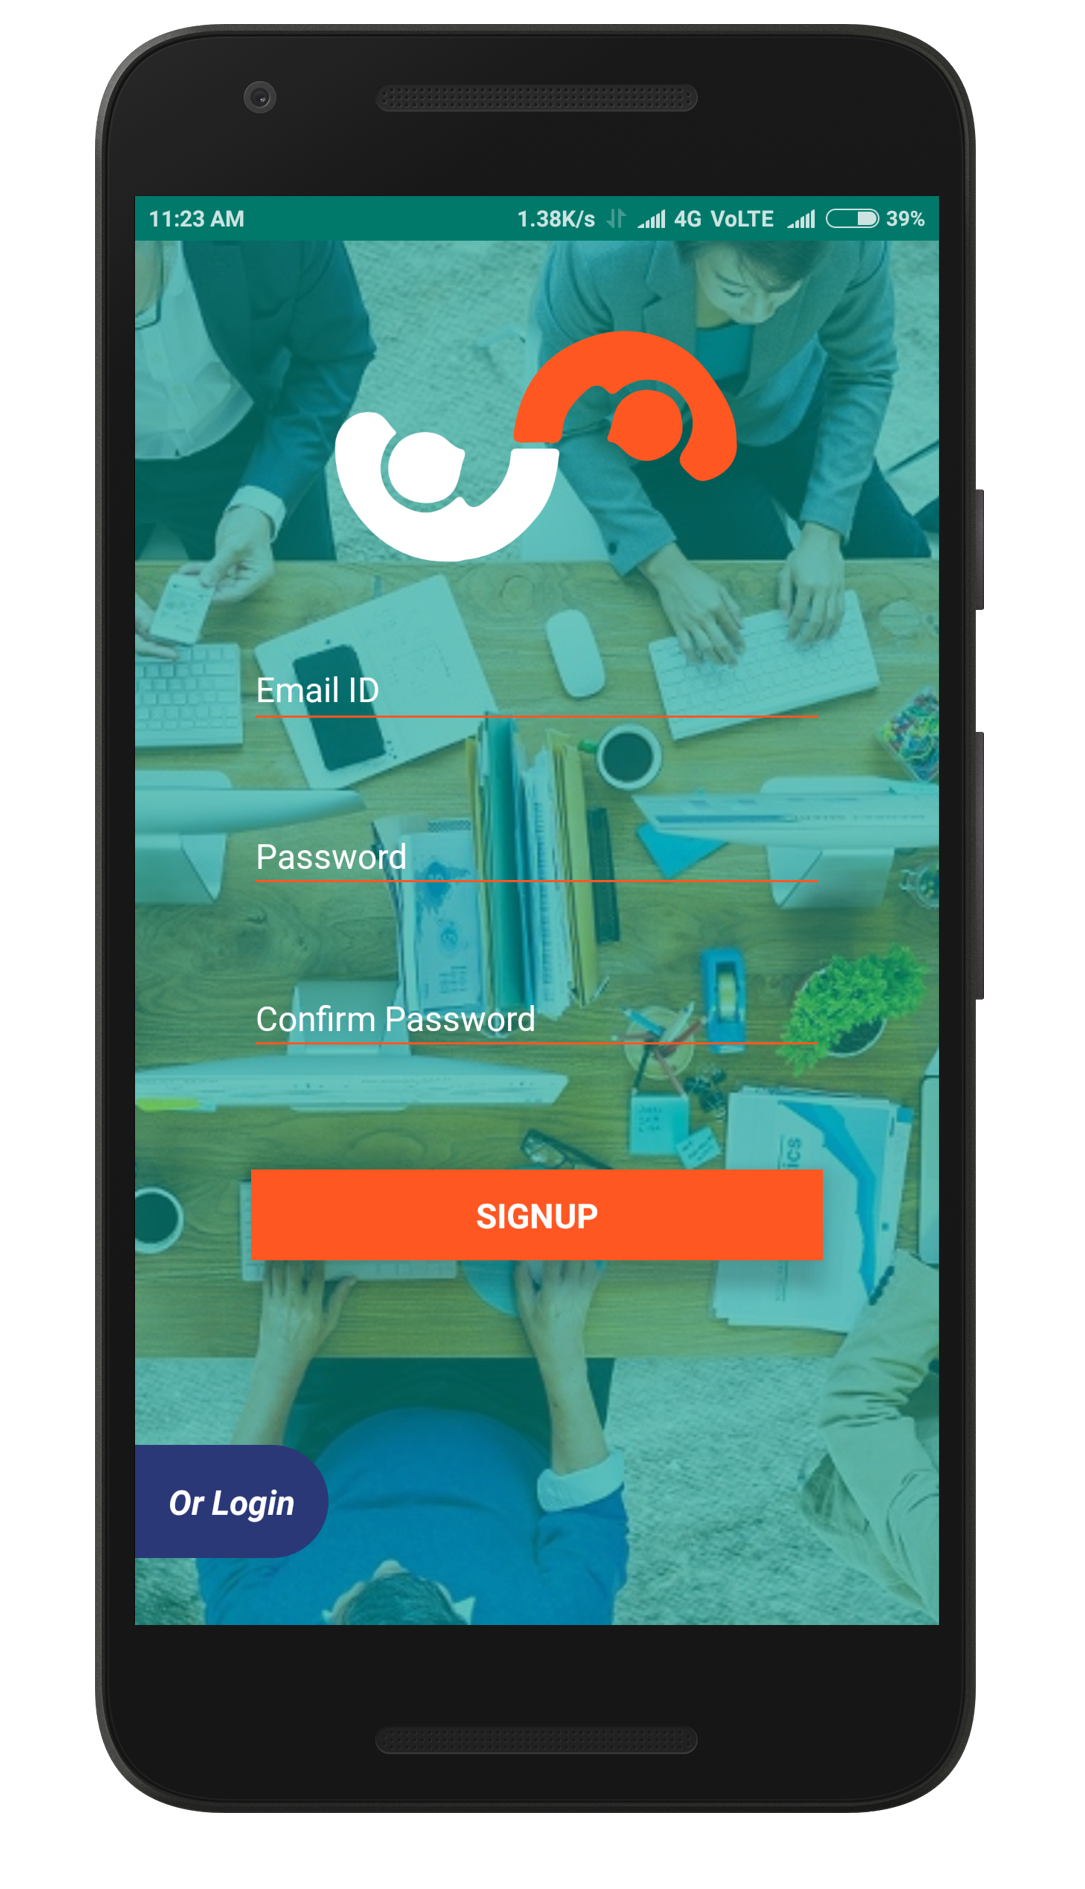 11:23 AM 1.38K/s 4G VoLTE 39%
Email ID
Password
Confirm Password
SIGNUP
Or Login